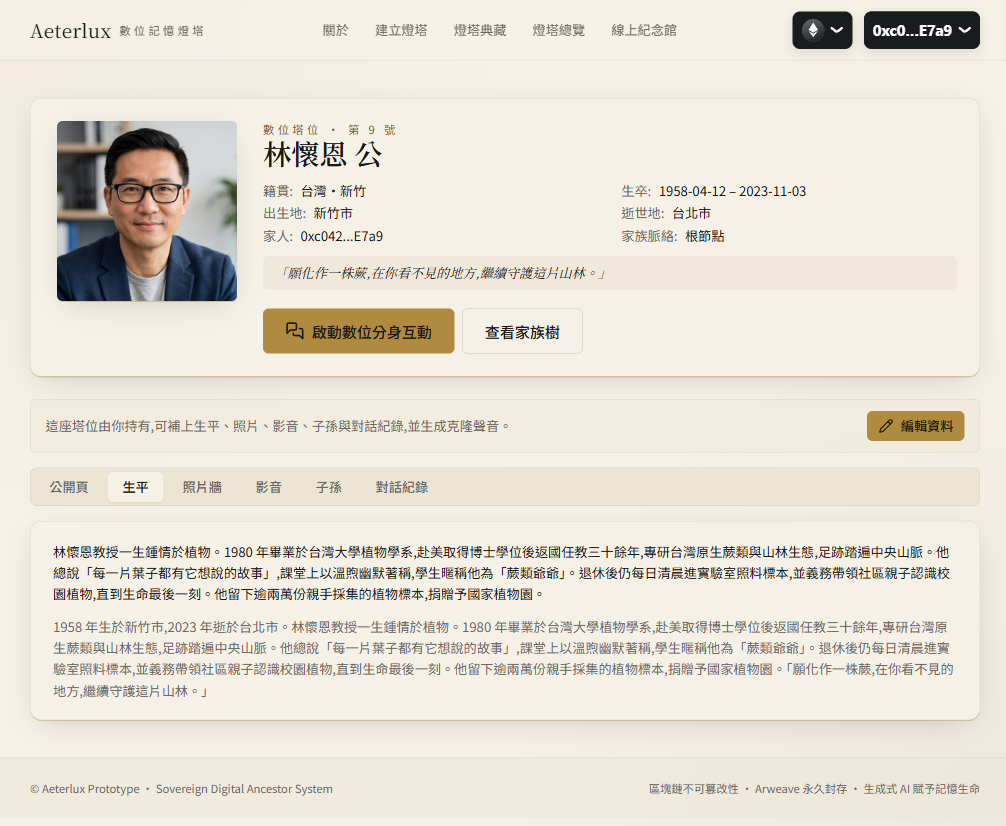 Aeterlux 數位記憶燈塔
關於 建立燈塔 燈塔典藏 燈塔總覽 線上紀念館
0xc0...E7a9
數位塔位 · 第 9 號
林懷恩 公
籍貫: 台灣・新竹
生卒: 1958-04-12 – 2023-11-03
出生地: 新竹市
逝世地: 台北市
家人: 0xc042...E7a9
家族脈絡: 根節點
「願化作一株蕨,在你看不見的地方,繼續守護這片山林。」
啟動數位分身互動
查看家族樹
這座塔位由你持有,可補上生平、照片、影音、子孫與對話紀錄,並生成克隆聲音。
編輯資料
公開頁 生平 照片牆 影音 子孫 對話紀錄
林懷恩教授一生鍾情於植物。1980 年畢業於台灣大學植物學系,赴美取得博士學位後返國任教三十餘年,專研台灣原生蕨類與山林生態,足跡踏遍中央山脈。他
總說「每一片葉子都有它想說的故事」,課堂上以溫煦幽默著稱,學生暱稱他為「蕨類爺爺」。退休後仍每日清晨進實驗室照料標本,並義務帶領社區親子認識校
園植物,直到生命最後一刻。他留下逾兩萬份親手採集的植物標本,捐贈予國家植物園。
1958 年生於新竹市,2023 年逝於台北市。林懷恩教授一生鍾情於植物。1980 年畢業於台灣大學植物學系,赴美取得博士學位後返國任教三十餘年,專研台灣原
生蕨類與山林生態,足跡踏遍中央山脈。他總說「每一片葉子都有它想說的故事」,課堂上以溫煦幽默著稱,學生暱稱他為「蕨類爺爺」。退休後仍每日清晨進實
驗室照料標本,並義務帶領社區親子認識校園植物,直到生命最後一刻。他留下逾兩萬份親手採集的植物標本,捐贈予國家植物園。「願化作一株蕨,在你看不見的
地方,繼續守護這片山林。」
© Aeterlux Prototype · Sovereign Digital Ancestor System
區塊鏈不可篡改性 · Arweave 永久封存 · 生成式 AI 賦予記憶生命